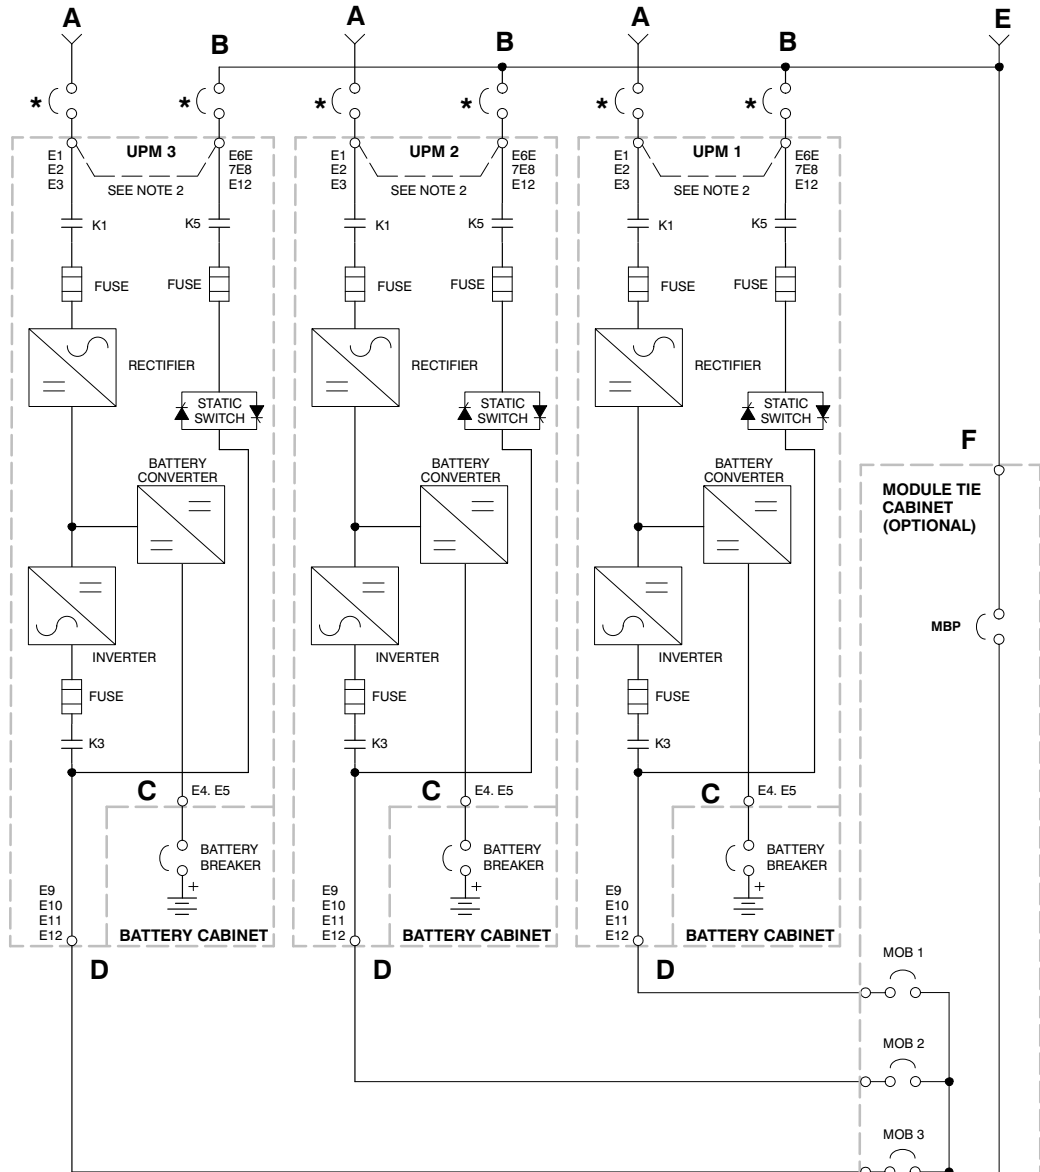 A
A
A
E
B
B
B
*
*
*
*
*
*
E1
E2
E3
UPM 3
E6E
7E8
E12
SEE NOTE 2
E1
E2
E3
UPM 2
E6E
7E8
E12
SEE NOTE 2
E1
E2
E3
UPM 1
E6E
7E8
E12
SEE NOTE 2
K1
K5
K1
K5
K1
K5
FUSE
FUSE
FUSE
FUSE
FUSE
FUSE
RECTIFIER
RECTIFIER
RECTIFIER
STATIC
SWITCH
STATIC
SWITCH
STATIC
SWITCH
F
BATTERY
CONVERTER
BATTERY
CONVERTER
BATTERY
CONVERTER
MODULE TIE
CABINET
(OPTIONAL)
MBP
INVERTER
INVERTER
INVERTER
FUSE
FUSE
FUSE
K3
K3
K3
C
E4. E5
C
E4. E5
C
E4. E5
BATTERY
BREAKER
BATTERY
BREAKER
BATTERY
BREAKER
+
+
+
E9
E10
E11
E12
BATTERY CABINET
E9
E10
E11
E12
BATTERY CABINET
E9
E10
E11
E12
BATTERY CABINET
D
D
D
MOB 1
MOB 2
MOB 3